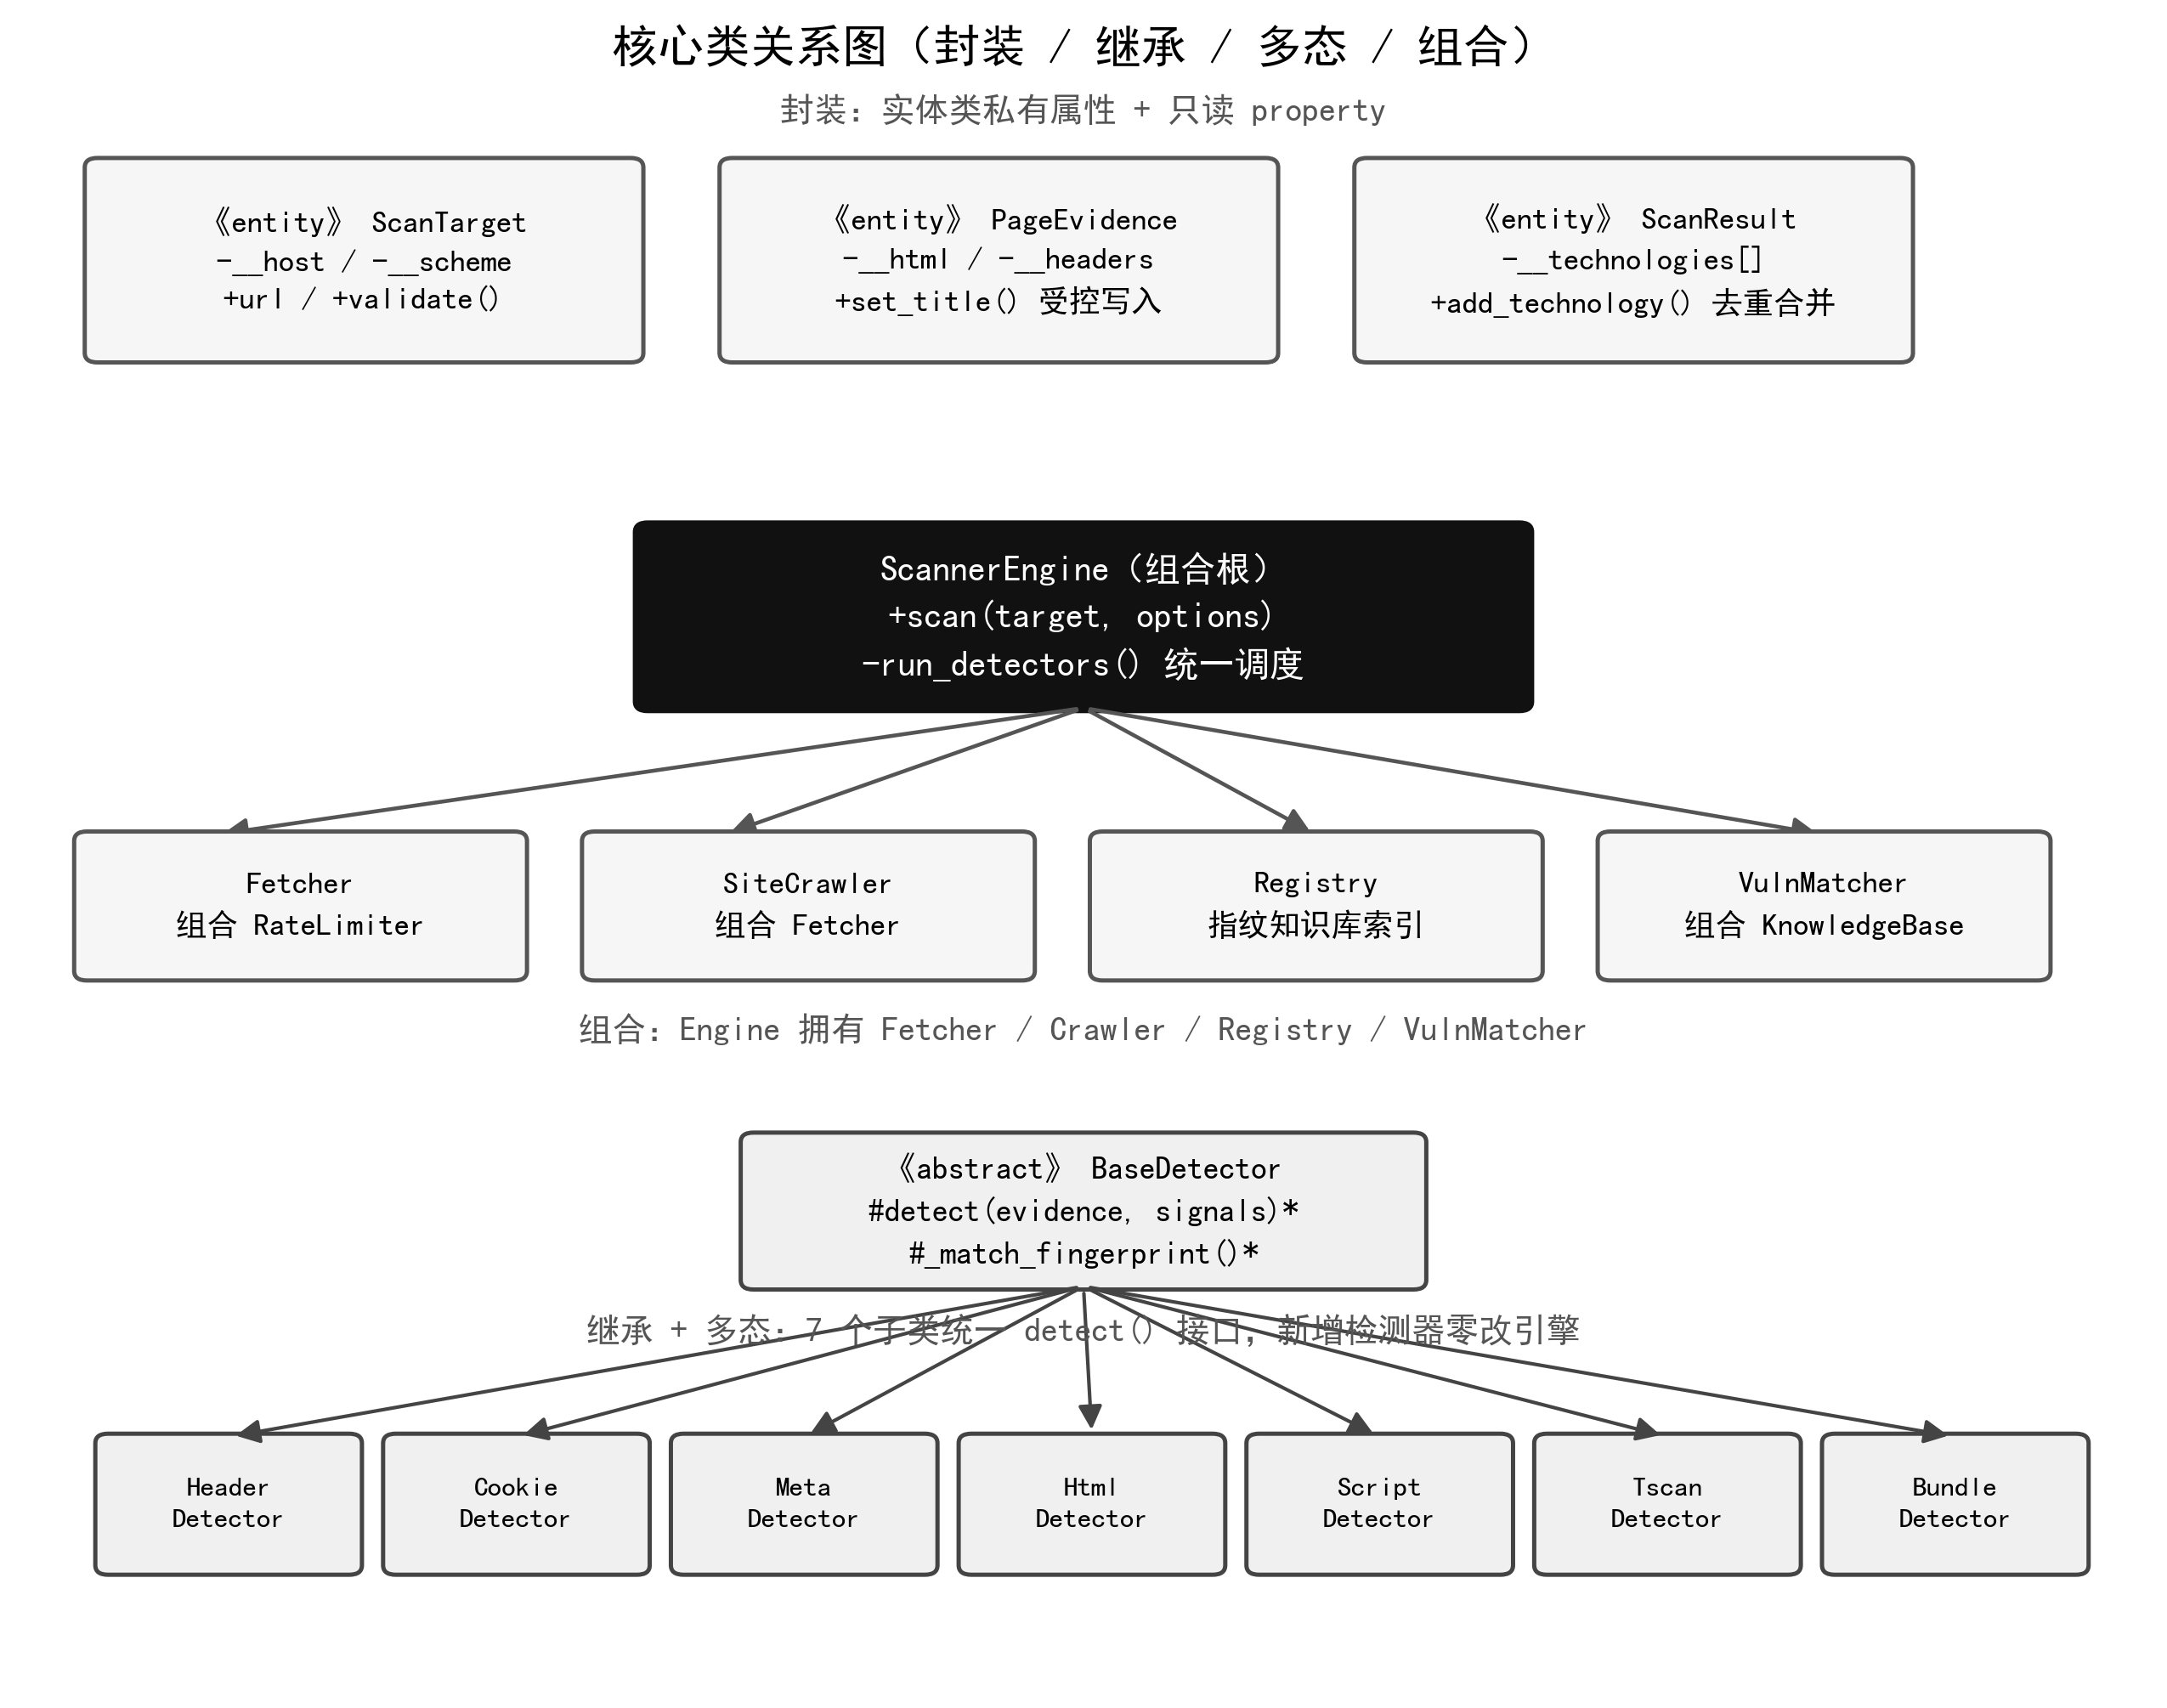 核心类关系图（封装 / 继承 / 多态 / 组合）
封装：实体类私有属性 + 只读 property
《entity》 ScanTarget
-__host / -__scheme
+url / +validate()
《entity》 PageEvidence
-__html / -__headers
+set_title() 受控写入
《entity》 ScanResult
-__technologies[]
+add_technology() 去重合并
ScannerEngine（组合根）
+scan(target, options)
-run_detectors() 统一调度
Fetcher
组合 RateLimiter
SiteCrawler
组合 Fetcher
Registry
指纹知识库索引
VulnMatcher
组合 KnowledgeBase
组合：Engine 拥有 Fetcher / Crawler / Registry / VulnMatcher
《abstract》 BaseDetector
#detect(evidence, signals)*
#_match_fingerprint()*
继承 + 多态：7 个子类统一 detect() 接口，新增检测器零改引擎
Header
Detector
Cookie
Detector
Meta
Detector
Html
Detector
Script
Detector
Tscan
Detector
Bundle
Detector